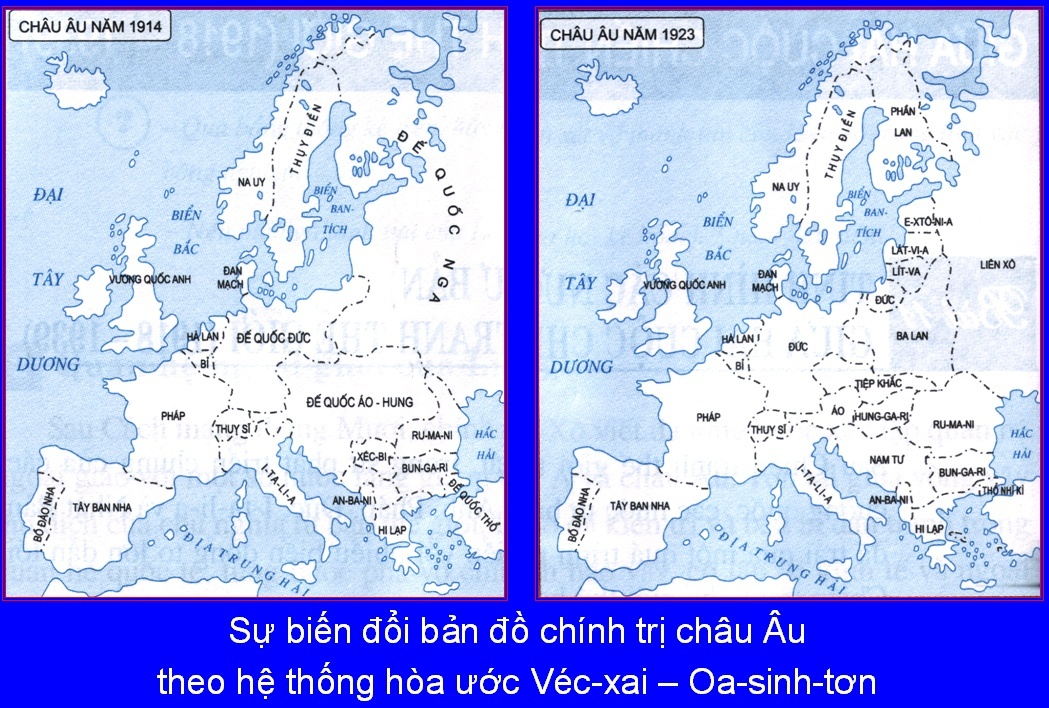 CHÂU ÂU NĂM 1914
THỤY ĐIỂN
ĐẾ QUỐC NGA
NA UY
ĐẠI
BIỂN
BẮC
BIỂN
BAN-
TÍCH
TÂY
VƯƠNG QUỐC ANH
ĐAN
MẠCH
HÀ LAN
ĐẾ QUỐC ĐỨC
BỈ
DƯƠNG
ĐẾ QUỐC ÁO - HUNG
PHÁP
THỤY SĨ
RU-MA-NI
HẮC
HẢI
XÉC-BI
BUN-GA-RI
I-TA-LI-A
ĐẾ QUỐC THỔ
BỒ ĐÀO NHA
TÂY BAN NHA
AN-BA-NI
HI LẠP
ĐỊA TRUNG HẢI
CHÂU ÂU NĂM 1923
THỤY ĐIỂN
PHẦN
LAN
NA UY
ĐẠI
BIỂN
BẮC
BIỂN
BAN-
TÍCH
E-XTÔ-NI-A
LÁT-VI-A
LÍT-VA
LIÊN XÔ
TÂY
VƯƠNG QUỐC ANH
ĐAN
MẠCH
ĐỨC
HÀ LAN
ĐỨC
BA LAN
BỈ
DƯƠNG
TIỆP KHẮC
PHÁP
THỤY SĨ
ÁO
HUNG-GA-RI
RU-MA-NI
HẮC
HẢI
NAM TƯ
BUN-GA-RI
I-TA-LI-A
THỔ NHĨ KÌ
BỒ ĐÀO NHA
TÂY BAN NHA
AN-BA-NI
HI LẠP
ĐỊA TRUNG HẢI
Sự biến đổi bản đồ chính trị châu Âu
theo hệ thống hòa ước Véc-xai – Oa-sinh-tơn